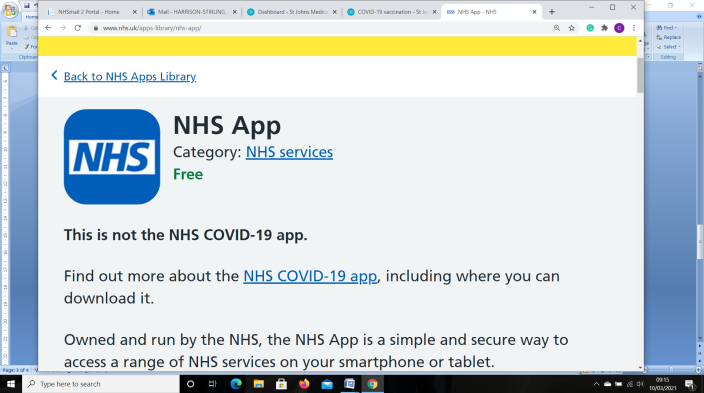 NHSmail 2 Portal - Home
Mail - HARRISON-STIRLING,
Dashboard - St Johns Medic
COVID-19 vaccination - St Jo
NHS App - NHS
www.nhs.uk/apps-library/nhs-app/
Home
Paste
Clipboard
Find
Replace
Select
Editing
Back to NHS Apps Library
NHS
NHS App
Category: NHS services
Free
This is not the NHS COVID-19 app.
Find out more about the NHS COVID-19 app, including where you can
download it.
Owned and run by the NHS, the NHS App is a simple and secure way to
access a range of NHS services on your smartphone or tablet.
Type here to search
09:15
10/03/2021